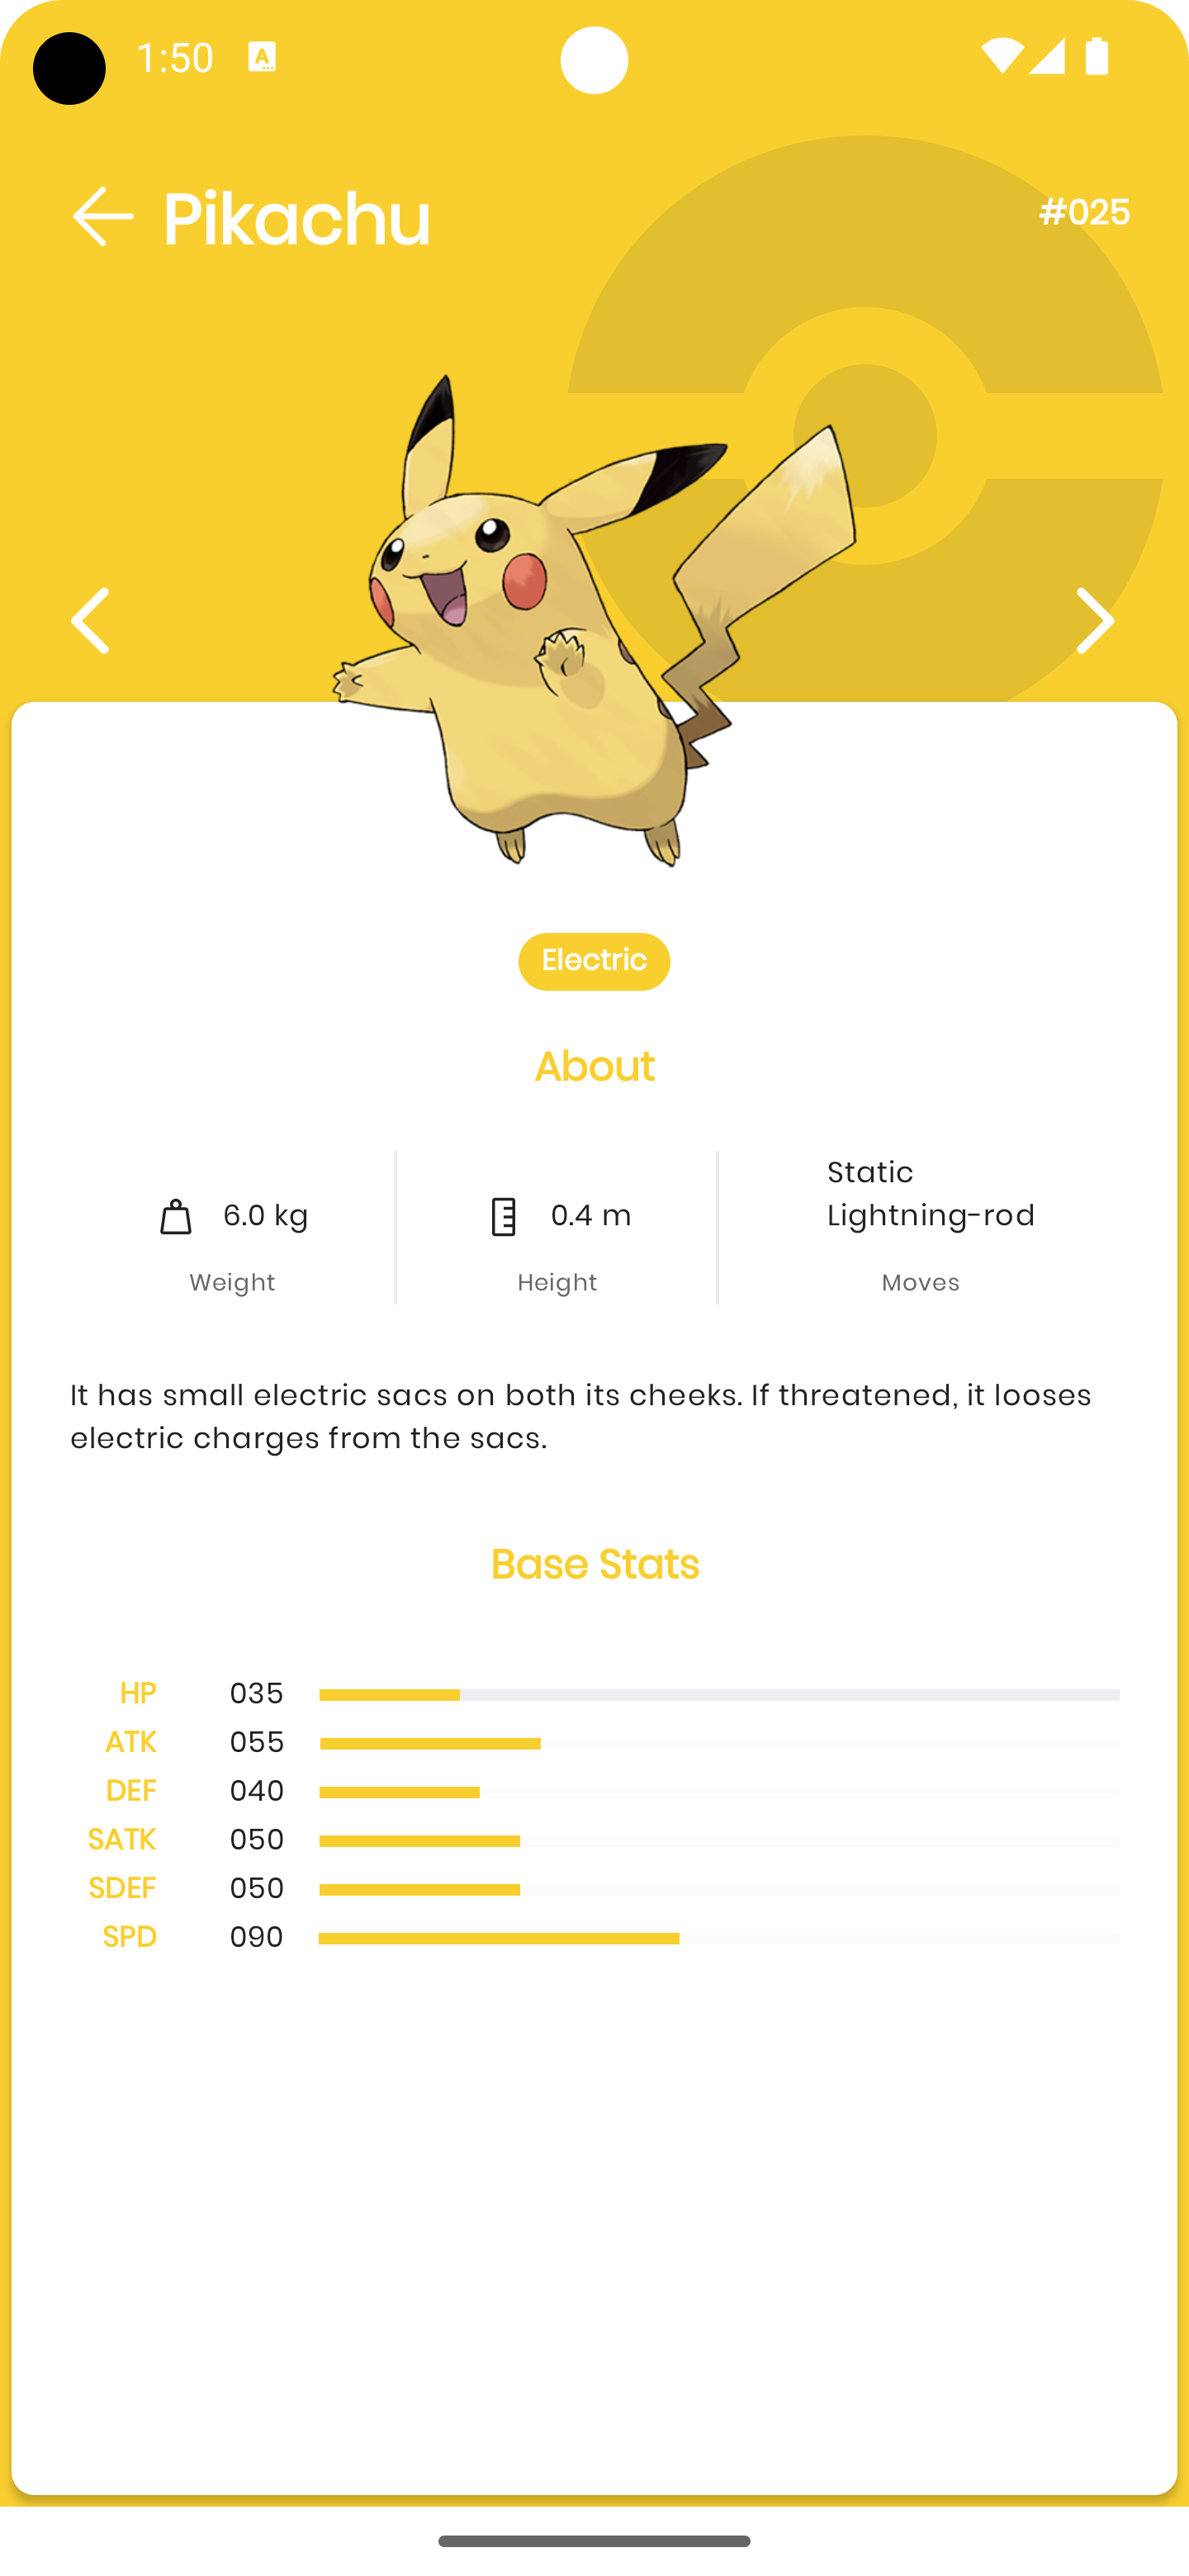 1:50
A
Pikachu
#025
Electric
About
6.0 kg
Weight
0.4 m
Height
Static
Lightning-rod
Moves
It has small electric sacs on both its cheeks. If threatened, it looses
electric charges from the sacs.
Base Stats
HP 035
ATK 055
DEF 040
SATK 050
SDEF 050
SPD 090